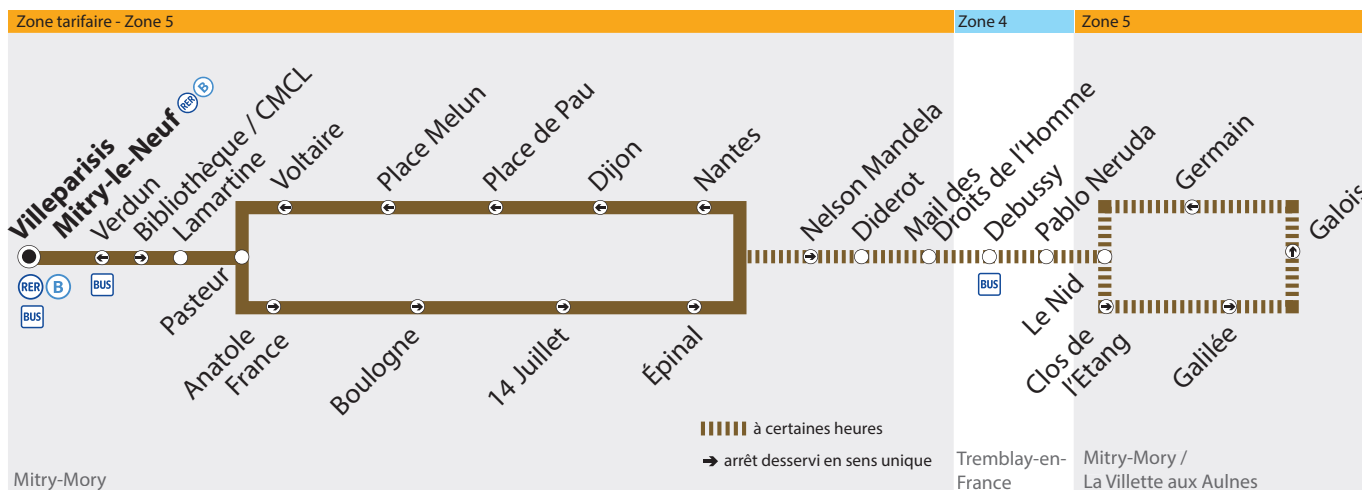 Zone tarifaire - Zone 5
Zone 4
Zone 5
Villeparisis
Mitry-le-Neuf
RER B
Verdun
Bibliothèque / CMCL
Lamartine
Voltaire
Place Melun
Place de Pau
Dijon
Nantes
Nelson Mandela
Diderot
Mail des
Droits de l'Homme
Debussy
Pablo Neruda
Germain
Galois
RER B
BUS
BUS
BUS
Pasteur
Anatole
France
Boulogne
14 Juillet
Épinal
Le Nid
Clos de
l'Etang
Galilée
à certaines heures
arrêt desservi en sens unique
Mitry-Mory
Tremblay-en-
France
Mitry-Mory /
La Villette aux Aulnes